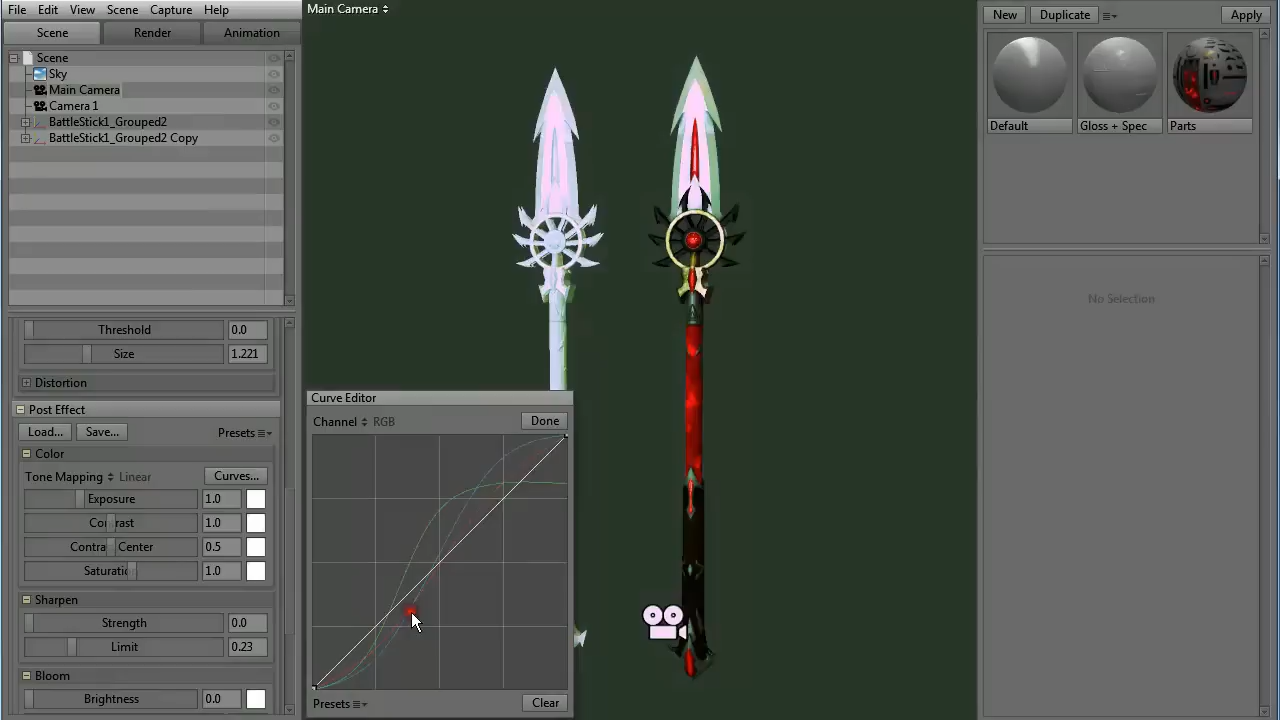 File Edit View Scene Capture Help
Main Camera
New Duplicate Apply
Scene Render Animation
Scene
Sky
Main Camera
Camera 1
BattleStick1_Grouped2
BattleStick1_Grouped2 Copy
Default Gloss + Spec Parts
No Selection
Threshold 0.0
Size 1.221
Distortion
Post Effect
Load... Save... Presets
Color
Tone Mapping Linear Curves...
Exposure 1.0
Contrast 1.0
Contrast Center 0.5
Saturation 1.0
Sharpen
Strength 0.0
Limit 0.23
Bloom
Brightness 0.0
Curve Editor
Channel RGB Done
Presets Clear